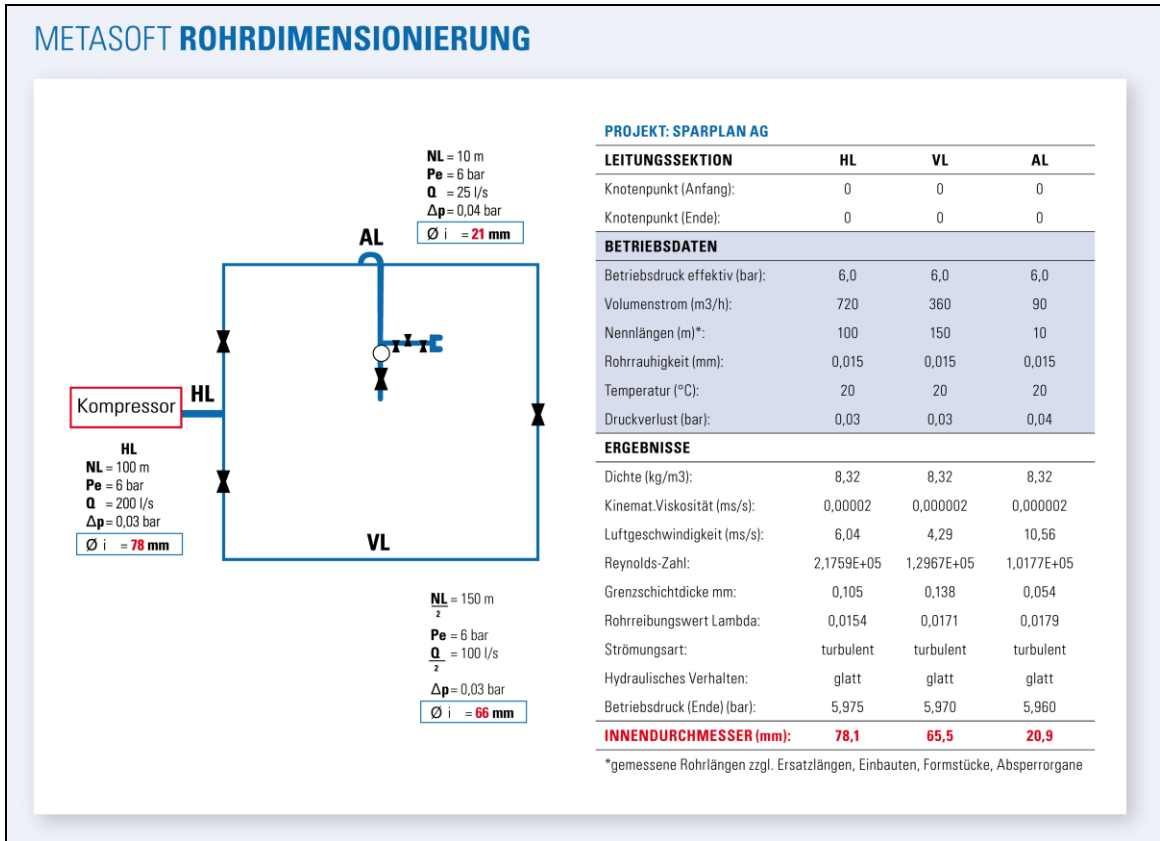 METASOFT ROHRDIMENSIONIERUNG
NL = 10 m
Pe = 6 bar
Q = 25 l/s
Δp = 0,04 bar
Ø i = 21 mm
AL
HL
Kompressor
HL
NL = 100 m
Pe = 6 bar
Q = 200 l/s
Δp = 0,03 bar
Ø i = 78 mm
VL
NL = 150 m
2
Pe = 6 bar
Q = 100 l/s
2
Δp = 0,03 bar
Ø i = 66 mm
PROJEKT: SPARPLAN AG
LEITUNGSSEKTION HL VL AL
Knotenpunkt (Anfang): 0 0 0
Knotenpunkt (Ende): 0 0 0
BETRIEBSDATEN
Betriebsdruck effektiv (bar): 6,0 6,0 6,0
Volumenstrom (m3/h): 720 360 90
Nennlängen (m)*: 100 150 10
Rohrrauhigkeit (mm): 0,015 0,015 0,015
Temperatur (°C): 20 20 20
Druckverlust (bar): 0,03 0,03 0,04
ERGEBNISSE
Dichte (kg/m3): 8,32 8,32 8,32
Kinemat.Viskosität (ms/s): 0,00002 0,000002 0,000002
Luftgeschwindigkeit (ms/s): 6,04 4,29 10,56
Reynolds-Zahl: 2,1759E+05 1,2967E+05 1,0177E+05
Grenzschichtdicke mm: 0,105 0,138 0,054
Rohrreibungswert Lambda: 0,0154 0,0171 0,0179
Strömungsart: turbulent turbulent turbulent
Hydraulisches Verhalten: glatt glatt glatt
Betriebsdruck (Ende) (bar): 5,975 5,970 5,960
INNENDURCHMESSER (mm): 78,1 65,5 20,9
*gemessene Rohrlängen zzgl. Ersatzlängen, Einbauten, Formstücke, Absperrorgane